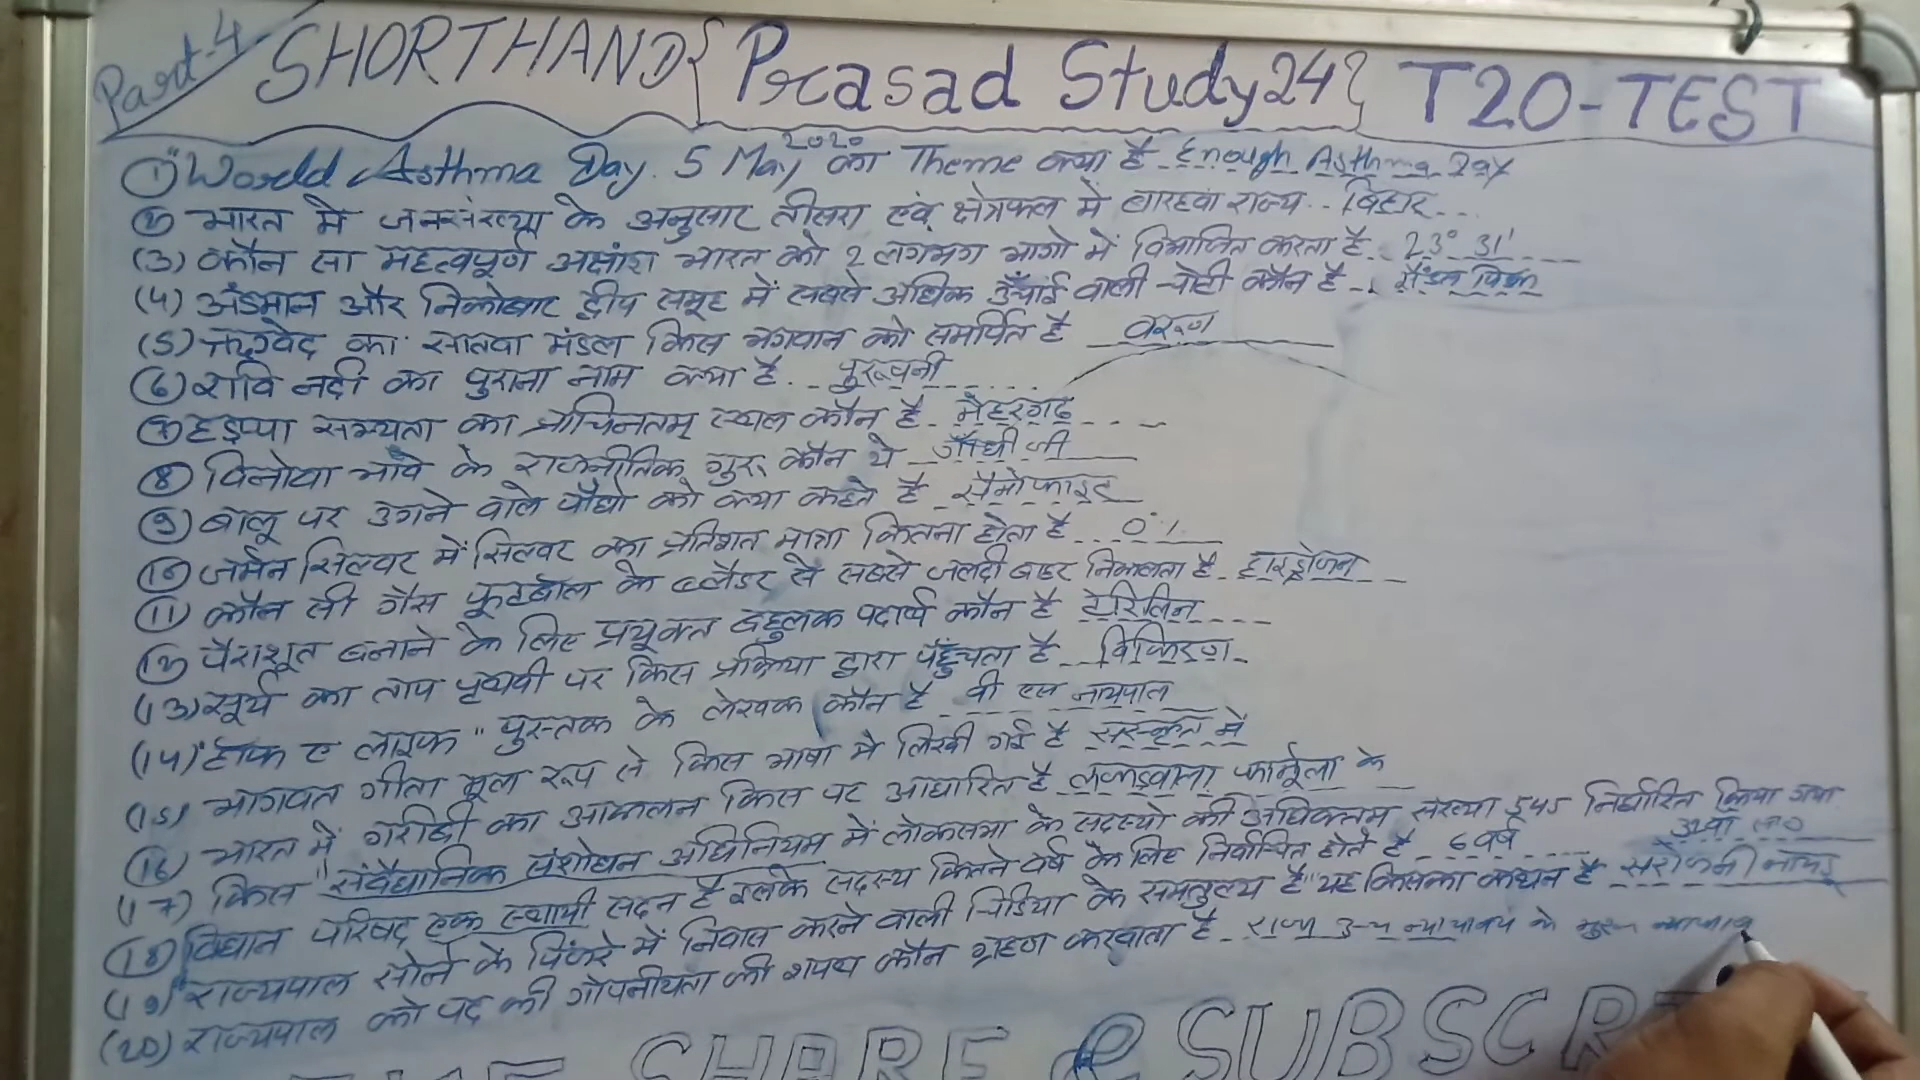 Part-4 SHORTHAND { Prasad Study24 } T20-TEST
① "World Asthma Day. 5 May 2020 का Theme क्या है Enough Asthma Day
② भारत मे जनसंख्या के अनुसार तीसरा एवं क्षेत्रफल में बारहवां राज्य.. बिहार...
(3) कौन सा महत्वपूर्ण अक्षांश भारत को 2 लगभग भागो में विभाजित करता है. 23° 31'
(4) अंडमान और निकोबार द्वीप समूह में सबसे अधिक ऊँचाई वाली चोटी कौन है..
(5) ऋग्वेद का सातवा मंडल किस भगवान को समर्पित है वरूण
⑥ रावि नदी का पुराना नाम क्या है.. पुरूषनी
⑦ हड़प्पा सभ्यता का प्राचिनतम् स्थल कौन है. मेहरगढ़
⑧ विनोवा भावे के राजनीतिक गुरू कौन थे गाँधी जी
⑨ बालू पर उगने वाले पौधो को क्या कहते है सैमोफाइट
⑩ जर्मन सिल्वर में सिल्वर का प्रतिशत मात्रा कितना होता है... 0%
⑪ कौन सी गैस फूटबॉल के ब्लैडर से सबसे जलदी बाहर निकलता है. हाइड्रोजन
⑫ पैराशूत बनाने के लिए प्रयूक्त बहुलक पदार्थ कौन है टेरिलिन
(13) सूर्य का ताप पृथ्वी पर किस प्रक्रिया द्वारा पहुँचता है विकिरण
(14) "हाफ ए लाइफ" पुस्तक के लेखक कौन है वी एस नायपाल
(15) भागवत गीता मूल रूप से किस भाषा मे लिखी गई है संस्कृत मे
⑯ भारत में गरीबी का आकलन किस पर आधारित है लकड़वाला फार्मूला के
(17) किस "संवैधानिक संशोधन अधिनियम में लोकसभा के सदस्यो की अधिकतम संख्या 545 निर्धारित किया गया 31वा सं०
⑱ विधान परिषद एक स्थायी सदन है इसके सदस्य कितने वर्ष के लिए निर्वाचित होते है 6 वर्ष
(19) "राज्यपाल सोने के पिंजरे में निवास करने वाली चिडिया के समतुल्य है" यह किसका कथन है सरोजनी नायडू
(20) राज्यपाल को पद की गोपनीयता की शपथ कौन ग्रहण करवाता है. राज्य उच्च न्यायालय के मुख्य
SHARE & SUBSCR